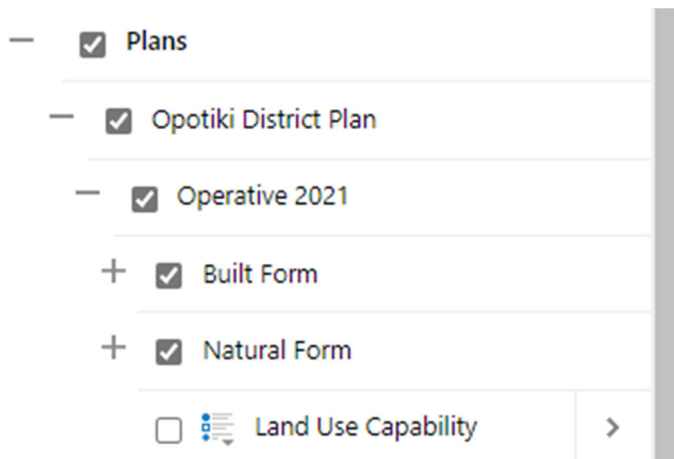 Plans
Opotiki District Plan
Operative 2021
Built Form
Natural Form
Land Use Capability